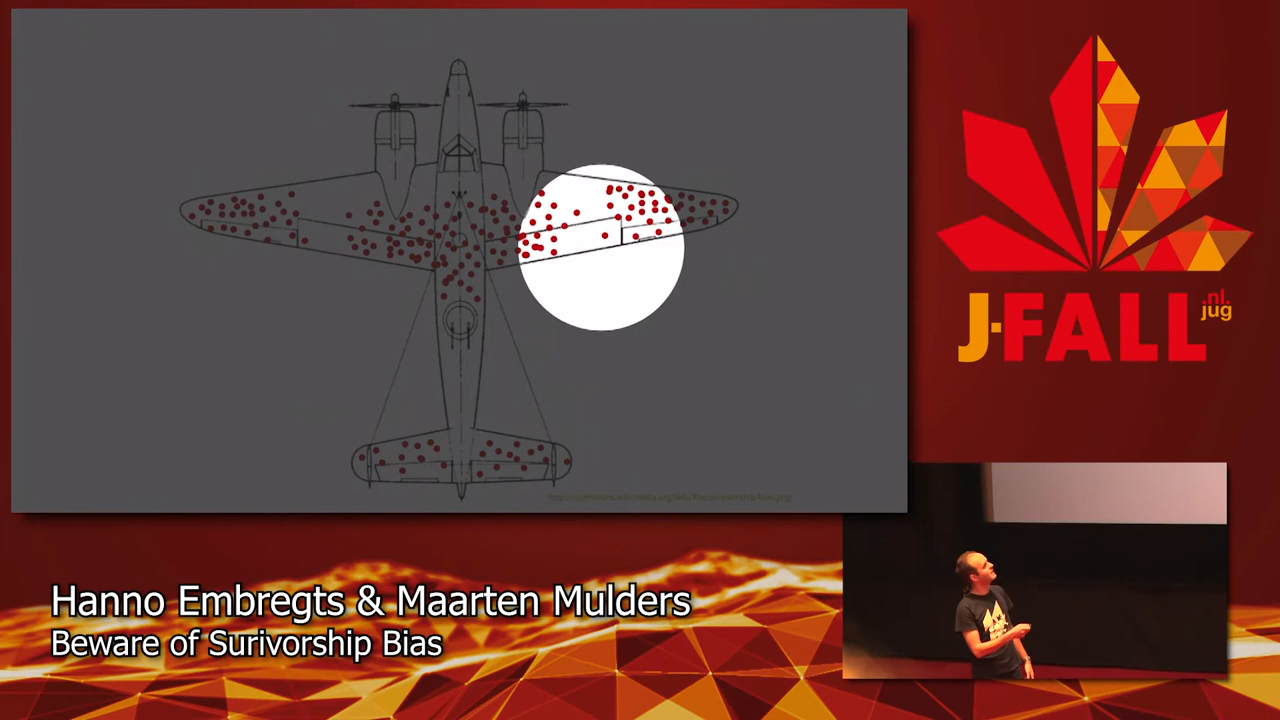 J-FALL
nl.
jug
Hanno Embregts & Maarten Mulders
Beware of Surivorship Bias